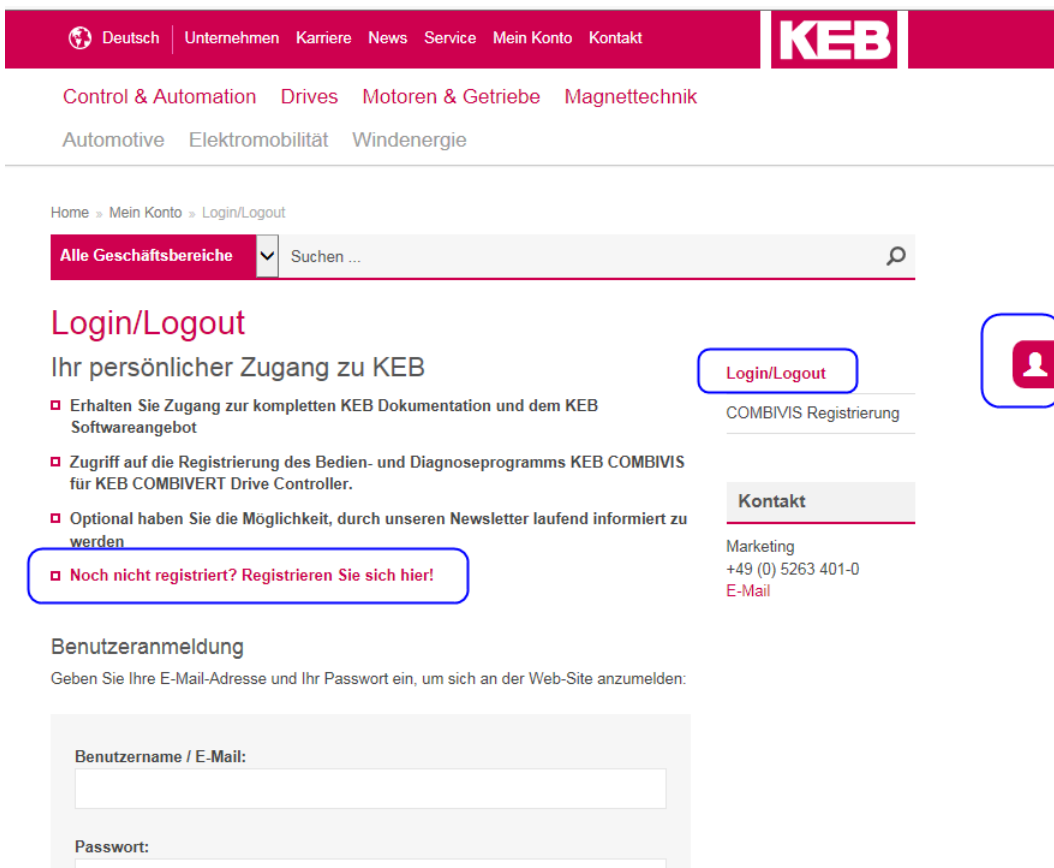 Deutsch Unternehmen Karriere News Service Mein Konto Kontakt
KEB
Control & Automation Drives Motoren & Getriebe Magnettechnik
Automotive Elektromobilität Windenergie
Home » Mein Konto » Login/Logout
Alle Geschäftsbereiche Suchen ...
Login/Logout
Ihr persönlicher Zugang zu KEB
Erhalten Sie Zugang zur kompletten KEB Dokumentation und dem KEB
Softwareangebot
Zugriff auf die Registrierung des Bedien- und Diagnoseprogramms KEB COMBIVIS
für KEB COMBIVERT Drive Controller.
Optional haben Sie die Möglichkeit, durch unseren Newsletter laufend informiert zu
werden
Noch nicht registriert? Registrieren Sie sich hier!
Login/Logout
COMBIVIS Registrierung
Kontakt
Marketing
+49 (0) 5263 401-0
E-Mail
Benutzeranmeldung
Geben Sie Ihre E-Mail-Adresse und Ihr Passwort ein, um sich an der Web-Site anzumelden:
Benutzername / E-Mail:
Passwort: